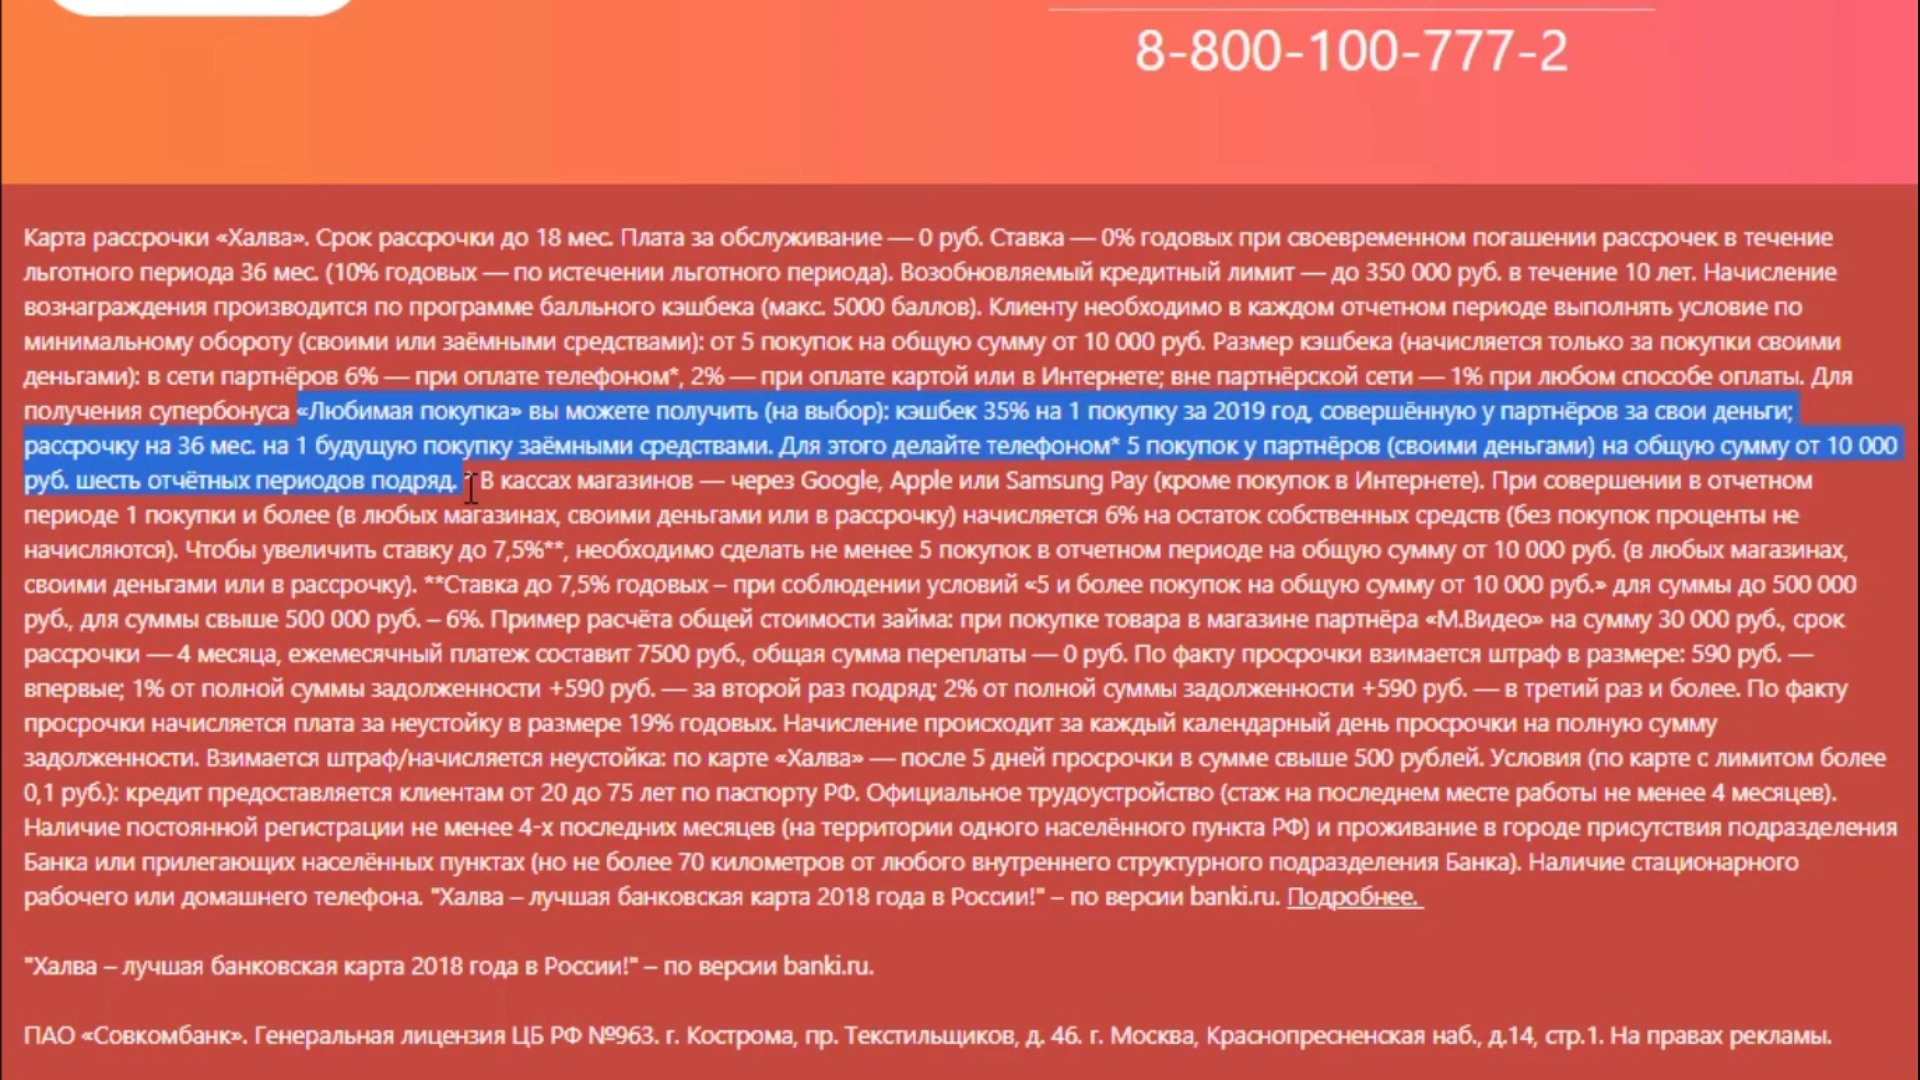 8-800-100-777-2
Карта рассрочки «Халва». Срок рассрочки до 18 мес. Плата за обслуживание — 0 руб. Ставка — 0% годовых при своевременном погашении рассрочек в течение
льготного периода 36 мес. (10% годовых — по истечении льготного периода). Возобновляемый кредитный лимит — до 350 000 руб. в течение 10 лет. Начисление
вознаграждения производится по программе балльного кэшбека (макс. 5000 баллов). Клиенту необходимо в каждом отчетном периоде выполнять условие по
минимальному обороту (своими или заёмными средствами): от 5 покупок на общую сумму от 10 000 руб. Размер кэшбека (начисляется только за покупки своими
деньгами): в сети партнёров 6% — при оплате телефоном*, 2% — при оплате картой или в Интернете; вне партнёрской сети — 1% при любом способе оплаты. Для
получения супербонуса «Любимая покупка» вы можете получить (на выбор): кэшбек 35% на 1 покупку за 2019 год, совершённую у партнёров за свои деньги;
рассрочку на 36 мес. на 1 будущую покупку заёмными средствами. Для этого делайте телефоном* 5 покупок у партнёров (своими деньгами) на общую сумму от 10 000
руб. шесть отчётных периодов подряд. *В кассах магазинов — через Google, Apple или Samsung Pay (кроме покупок в Интернете). При совершении в отчетном
периоде 1 покупки и более (в любых магазинах, своими деньгами или в рассрочку) начисляется 6% на остаток собственных средств (без покупок проценты не
начисляются). Чтобы увеличить ставку до 7,5%**, необходимо сделать не менее 5 покупок в отчетном периоде на общую сумму от 10 000 руб. (в любых магазинах,
своими деньгами или в рассрочку). **Ставка до 7,5% годовых – при соблюдении условий «5 и более покупок на общую сумму от 10 000 руб.» для суммы до 500 000
руб., для суммы свыше 500 000 руб. – 6%. Пример расчёта общей стоимости займа: при покупке товара в магазине партнёра «М.Видео» на сумму 30 000 руб., срок
рассрочки — 4 месяца, ежемесячный платеж составит 7500 руб., общая сумма переплаты — 0 руб. По факту просрочки взимается штраф в размере: 590 руб. —
впервые; 1% от полной суммы задолженности +590 руб. — за второй раз подряд; 2% от полной суммы задолженности +590 руб. — в третий раз и более. По факту
просрочки начисляется плата за неустойку в размере 19% годовых. Начисление происходит за каждый календарный день просрочки на полную сумму
задолженности. Взимается штраф/начисляется неустойка: по карте «Халва» — после 5 дней просрочки в сумме свыше 500 рублей. Условия (по карте с лимитом более
0,1 руб.): кредит предоставляется клиентам от 20 до 75 лет по паспорту РФ. Официальное трудоустройство (стаж на последнем месте работы не менее 4 месяцев).
Наличие постоянной регистрации не менее 4-х последних месяцев (на территории одного населённого пункта РФ) и проживание в городе присутствия подразделения
Банка или прилегающих населённых пунктах (но не более 70 километров от любого внутреннего структурного подразделения Банка). Наличие стационарного
рабочего или домашнего телефона. "Халва – лучшая банковская карта 2018 года в России!" – по версии banki.ru. Подробнее.
"Халва – лучшая банковская карта 2018 года в России!" – по версии banki.ru.
ПАО «Совкомбанк». Генеральная лицензия ЦБ РФ №963. г. Кострома, пр. Текстильщиков, д. 46. г. Москва, Краснопресненская наб., д.14, стр.1. На правах рекламы.